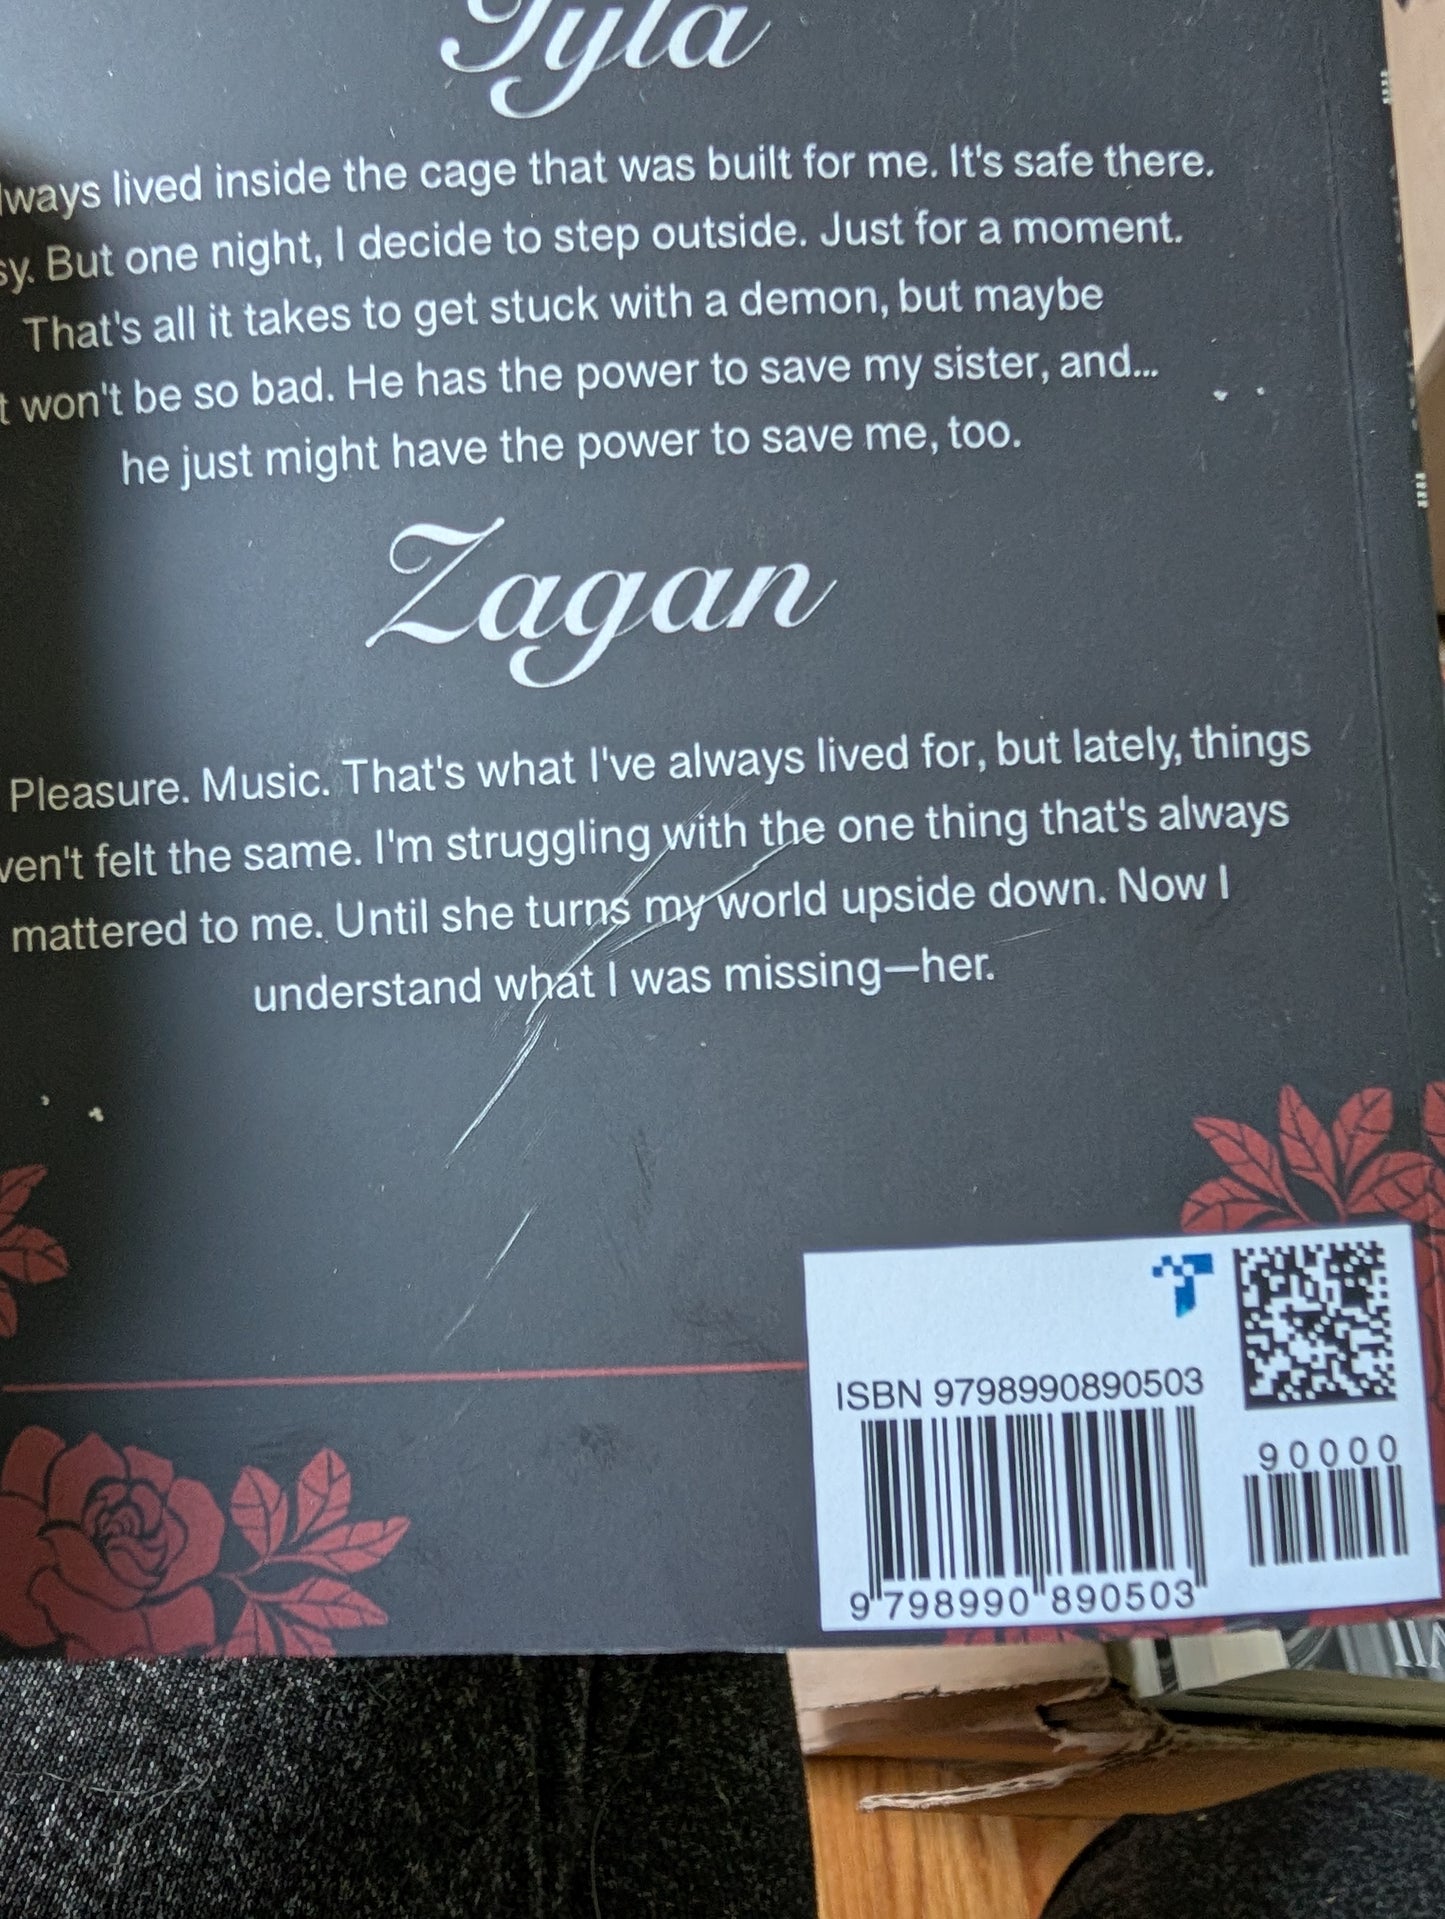 Tyla
lived inside the cage that was built for me. It's safe there.
But one night, I decide to step outside. Just for a moment.
That's all it takes to get stuck with a demon, but maybe
won't be so bad. He has the power to save my sister, and...
he just might have the power to save me, too.
Zagan
Pleasure. Music. That's what I've always lived for, but lately, things
felt the same. I'm struggling with the one thing that's always
mattered to me. Until she turns my world upside down. Now I
understand what I was missing—her.
ISBN 9798990890503
90000
9 798990 890503